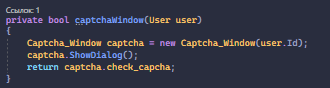 Ссылок: 1
private bool captchaWindow(User user)
{
Captcha_Window captcha = new Captcha_Window(user.Id);
captcha.ShowDialog();
return captcha.check_capcha;
}